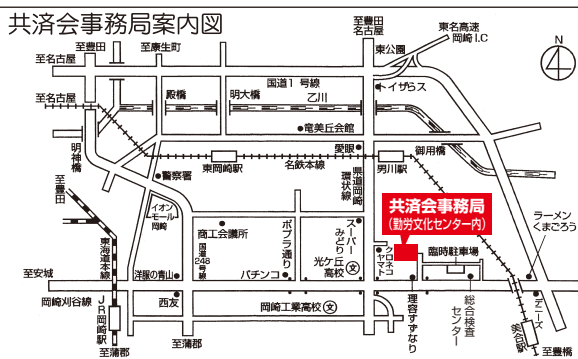 共済会事務局案内図
至豊田
至康生町
至豊田
至名古屋
東名高速
岡崎I.C
N
至名古屋
東公園
国道1号線
トイザらス
至名古屋
殿橋
明大橋
乙川
竜美丘会館
明神橋
愛眼
御用橋
東岡崎駅
名鉄本線
男川駅
警察署
至豊田
県道岡崎
環状線
共済会事務局
(勤労文化センター内)
イオン
モール
岡崎
ラーメン
くまごろう
商工会議所
ポプラ通り
スーパー
みどり
クロネコ
ヤマト
臨時駐車場
東海道本線
国道248号線
光ケ丘
高校
文
至安城
洋服の青山
パチンコ
岡崎刈谷線
JR岡崎駅
西友
岡崎工業高校
文
理容すずなり
総合検査
センター
デニーズ
美合駅
至蒲郡
至蒲郡
至豊橋